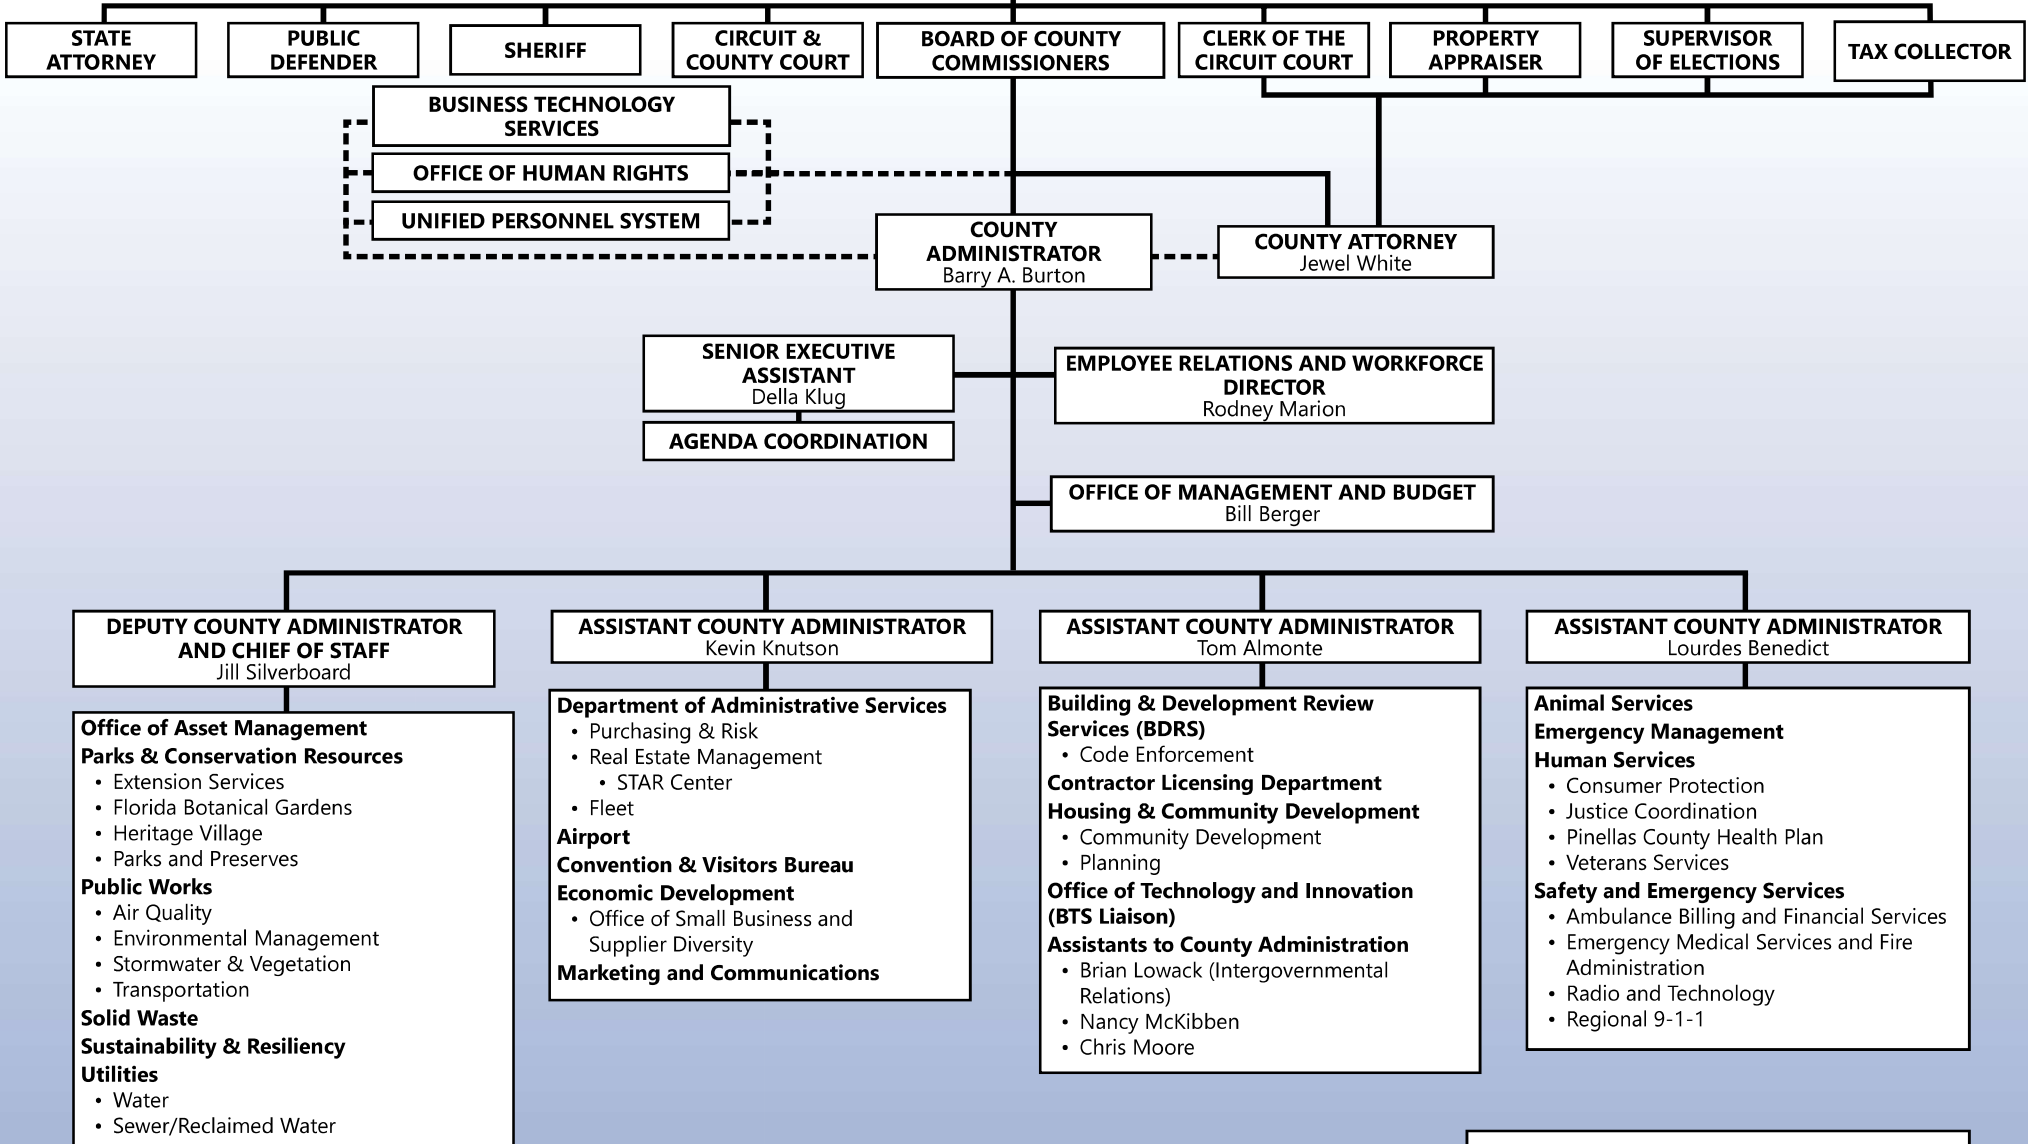 STATE
ATTORNEY
PUBLIC
DEFENDER
SHERIFF
CIRCUIT &
COUNTY COURT
BOARD OF COUNTY
COMMISSIONERS
CLERK OF THE
CIRCUIT COURT
PROPERTY
APPRAISER
SUPERVISOR
OF ELECTIONS
TAX COLLECTOR
BUSINESS TECHNOLOGY
SERVICES
OFFICE OF HUMAN RIGHTS
UNIFIED PERSONNEL SYSTEM
COUNTY
ADMINISTRATOR
Barry A. Burton
COUNTY ATTORNEY
Jewel White
SENIOR EXECUTIVE
ASSISTANT
Della Klug
AGENDA COORDINATION
EMPLOYEE RELATIONS AND WORKFORCE
DIRECTOR
Rodney Marion
OFFICE OF MANAGEMENT AND BUDGET
Bill Berger
DEPUTY COUNTY ADMINISTRATOR
AND CHIEF OF STAFF
Jill Silverboard
Office of Asset Management
Parks & Conservation Resources
• Extension Services
• Florida Botanical Gardens
• Heritage Village
• Parks and Preserves
Public Works
• Air Quality
• Environmental Management
• Stormwater & Vegetation
• Transportation
Solid Waste
Sustainability & Resiliency
Utilities
• Water
• Sewer/Reclaimed Water
ASSISTANT COUNTY ADMINISTRATOR
Kevin Knutson
Department of Administrative Services
• Purchasing & Risk
• Real Estate Management
• STAR Center
• Fleet
Airport
Convention & Visitors Bureau
Economic Development
• Office of Small Business and
Supplier Diversity
Marketing and Communications
ASSISTANT COUNTY ADMINISTRATOR
Tom Almonte
Building & Development Review
Services (BDRS)
• Code Enforcement
Contractor Licensing Department
Housing & Community Development
• Community Development
• Planning
Office of Technology and Innovation
(BTS Liaison)
Assistants to County Administration
• Brian Lowack (Intergovernmental
Relations)
• Nancy McKibben
• Chris Moore
ASSISTANT COUNTY ADMINISTRATOR
Lourdes Benedict
Animal Services
Emergency Management
Human Services
• Consumer Protection
• Justice Coordination
• Pinellas County Health Plan
• Veterans Services
Safety and Emergency Services
• Ambulance Billing and Financial Services
• Emergency Medical Services and Fire
Administration
• Radio and Technology
• Regional 9-1-1